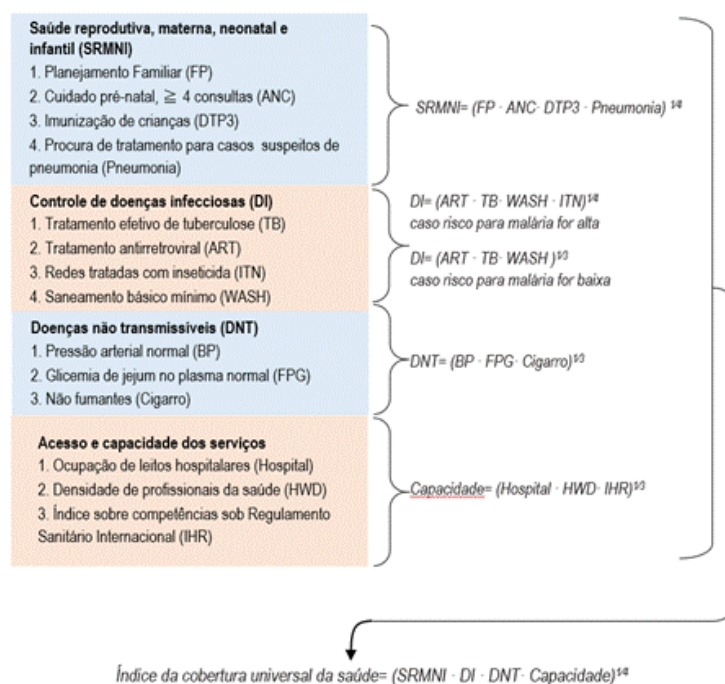 Saúde reprodutiva, materna, neonatal e
infantil (SRMNI)
1. Planejamento Familiar (FP)
2. Cuidado pré-natal, ≧ 4 consultas (ANC)
3. Imunização de crianças (DTP3)
4. Procura de tratamento para casos suspeitos de
pneumonia (Pneumonia)
SRMNI= (FP · ANC· DTP3 · Pneumonia) ¹⁄⁴
Controle de doenças infecciosas (DI)
1. Tratamento efetivo de tuberculose (TB)
2. Tratamento antirretroviral (ART)
3. Redes tratadas com inseticida (ITN)
4. Saneamento básico mínimo (WASH)
DI= (ART · TB· WASH · ITN)¹⁄⁴
caso risco para malária for alta
DI= (ART · TB· WASH )¹⁄³
caso risco para malária for baixa
Doenças não transmissíveis (DNT)
1. Pressão arterial normal (BP)
2. Glicemia de jejum no plasma normal (FPG)
3. Não fumantes (Cigarro)
DNT= (BP · FPG· Cigarro)¹⁄³
Acesso e capacidade dos serviços
1. Ocupação de leitos hospitalares (Hospital)
2. Densidade de profissionais da saúde (HWD)
3. Índice sobre competências sob Regulamento
Sanitário Internacional (IHR)
Capacidade= (Hospital · HWD· IHR)¹⁄³
Índice da cobertura universal da saúde= (SRMNI · DI · DNT· Capacidade)¹⁄⁴